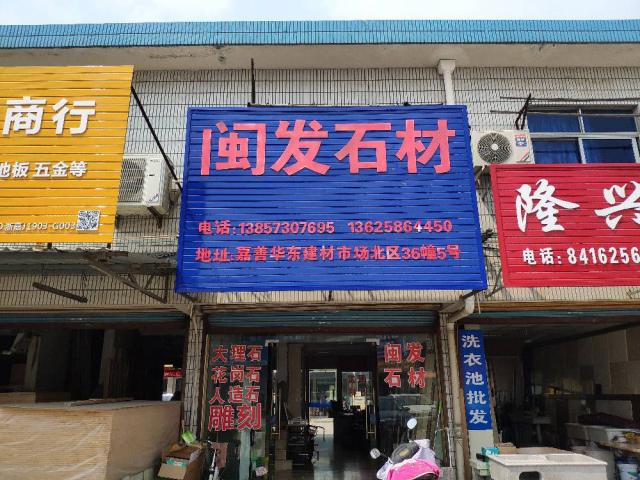 商行
地板 五金等
闽发石材
电话:13857307695 13625864450
地址:嘉善华东建材市场北区36幢5号
隆兴
电话:8416256
大理石
花岗石
人造石
雕刻
闽发
石材
洗衣池批发